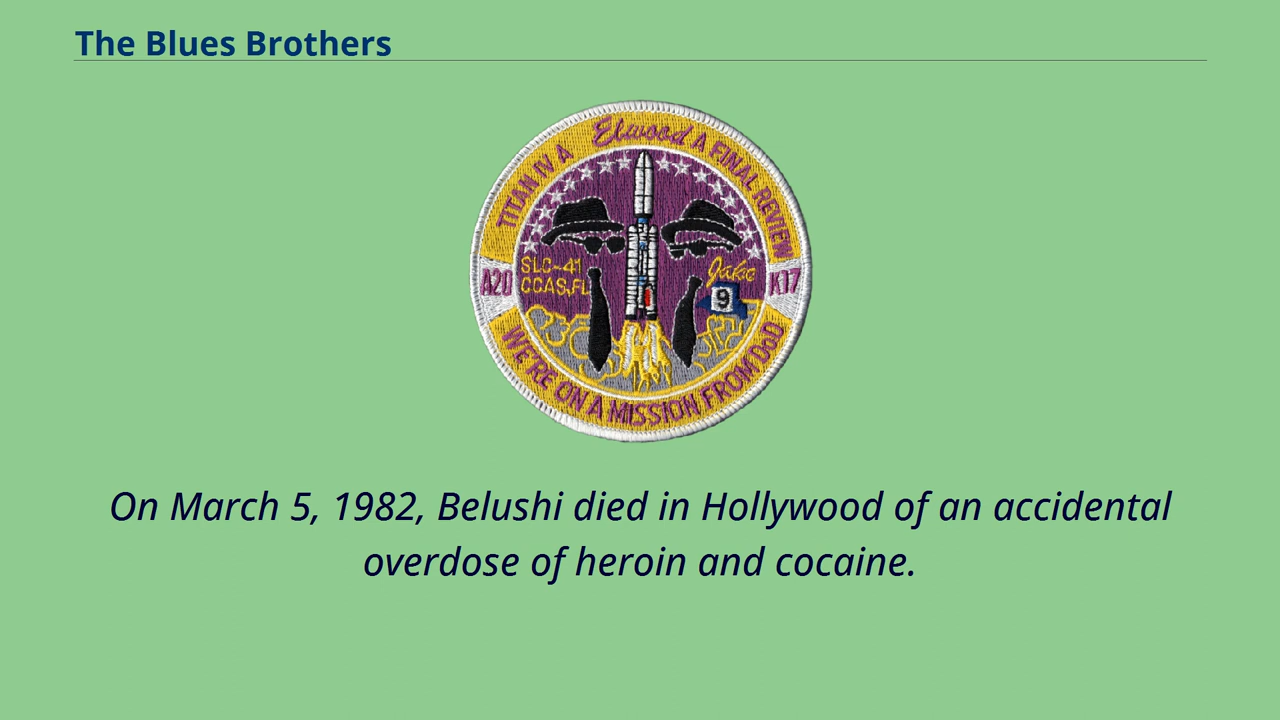 The Blues Brothers
TITAN IV A Elwood A FINAL REVIEW
SLC-41
CCAS,FL
Jake
9
A20
K17
WE'RE ON A MISSION FROM DoD
On March 5, 1982, Belushi died in Hollywood of an accidental
overdose of heroin and cocaine.